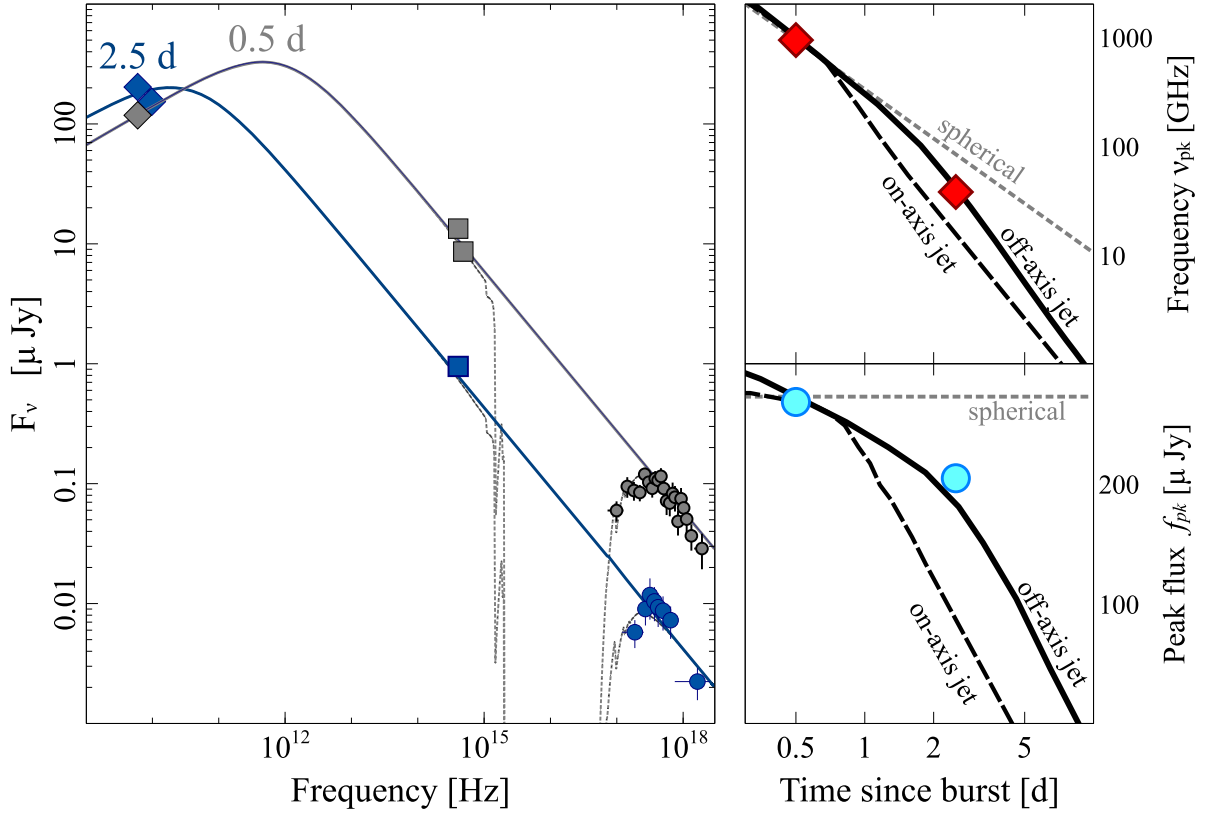 2.5 d
0.5 d
100
10
1
0.1
0.01
F_ν [μ Jy]
10^12
10^15
10^18
Frequency [Hz]
spherical
on-axis jet
off-axis jet
1000
100
10
Frequency ν_pk [GHz]
spherical
on-axis jet
off-axis jet
200
100
Peak flux f_pk [μ Jy]
0.5 1 2 5
Time since burst [d]